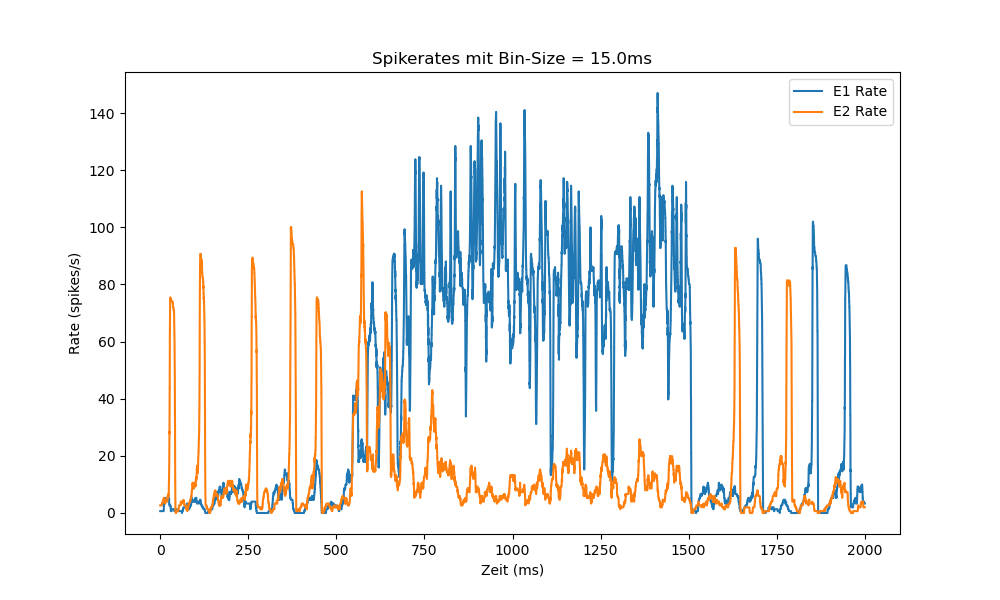 Spikerates mit Bin-Size = 15.0ms
E1 Rate
E2 Rate
140
120
100
80
60
40
20
0
Rate (spikes/s)
0 250 500 750 1000 1250 1500 1750 2000
Zeit (ms)